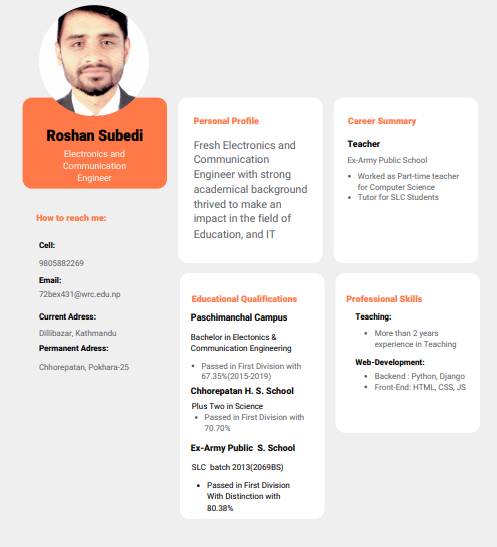 Roshan Subedi
Electronics and
Communication
Engineer
How to reach me:
Cell:
9805882269
Email:
72bex431@wrc.edu.np
Current Adress:
Dillibazar, Kathmandu
Permanent Adress:
Chhorepatan, Pokhara-25
Personal Profile
Fresh Electronics and
Communication
Engineer with strong
academical background
thrived to make an
impact in the field of
Education, and IT
Career Summary
Teacher
Ex-Army Public School
• Worked as Part-time teacher
for Computer Science
• Tutor for SLC Students
Educational Qualifications
Paschimanchal Campus
Bachelor in Electonics &
Communication Engineering
• Passed in First Division with
67.35%(2015-2019)
Chhorepatan H. S. School
Plus Two in Science
• Passed in First Division with
70.70%
Ex-Army Public S. School
SLC batch 2013(2069BS)
• Passed in First Division
With Distinction with
80.38%
Professional Skills
Teaching:
• More than 2 years
experience in Teaching
Web-Development:
• Backend : Python, Django
• Front-End: HTML, CSS, JS